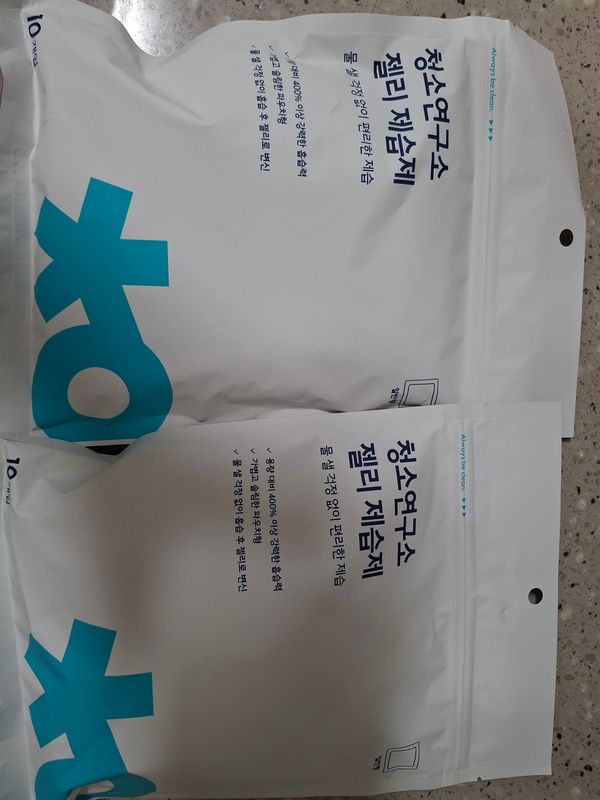 Always be clean. ▶▶▶
청소연구소
젤리 제습제
물 샐 걱정 없이 편리한 제습
대비 400% 이상 강력한 흡습력
✓ 가볍고 슬림한 파우치형
✓ 물 샐 걱정 없이 흡습 후 젤리로 변신
10
Always be clean. ▶▶▶
청소연구소
젤리 제습제
물 샐 걱정 없이 편리한 제습
✓ 용량 대비 400% 이상 강력한 흡습력
✓ 가볍고 슬림한 파우치형
✓ 물 샐 걱정 없이 흡습 후 젤리로 변신
10